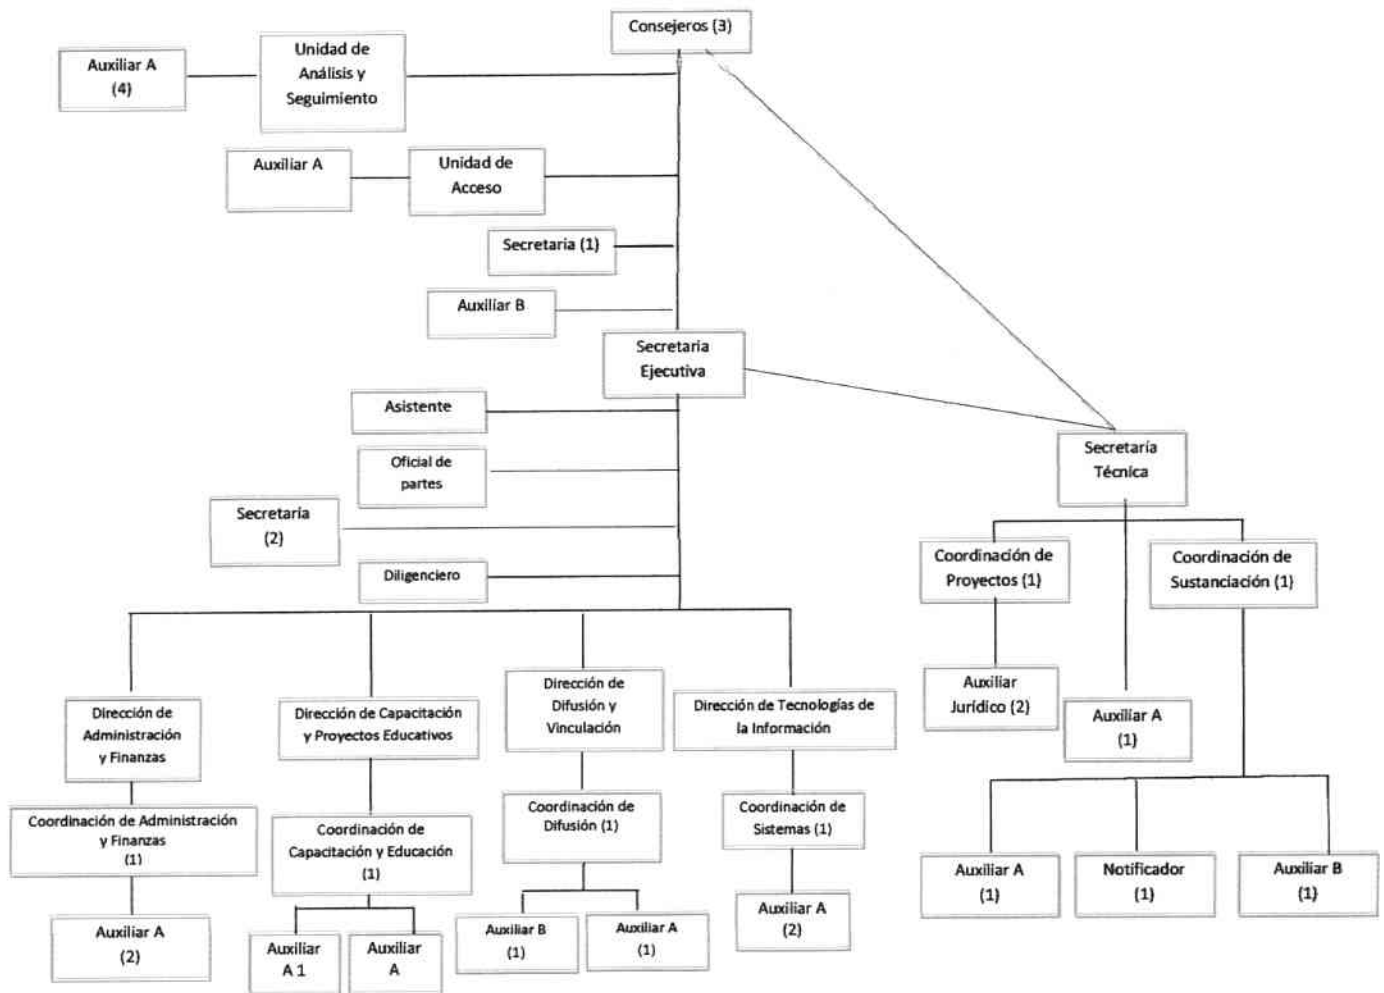 Consejeros (3)
Unidad de
Análisis y
Seguimiento
Auxiliar A
(4)
Auxiliar A
Unidad de
Acceso
Secretaria (1)
Auxiliar B
Secretaria
Ejecutiva
Asistente
Oficial de
partes
Secretaría
(2)
Diligenciero
Secretaría
Técnica
Coordinación de
Proyectos (1)
Coordinación de
Sustanciación (1)
Auxiliar
Jurídico (2)
Auxiliar A
(1)
Auxiliar A
(1)
Notificador
(1)
Auxiliar B
(1)
Dirección de
Administración
y Finanzas
Dirección de Capacitación
y Proyectos Educativos
Dirección de
Difusión y
Vinculación
Dirección de Tecnologías de
la Información
Coordinación de Administración
y Finanzas
(1)
Coordinación de
Capacitación y Educación
(1)
Coordinación de
Difusión (1)
Coordinación de
Sistemas (1)
Auxiliar A
(2)
Auxiliar
A 1
Auxiliar
A
Auxiliar B
(1)
Auxiliar A
(1)
Auxiliar A
(2)